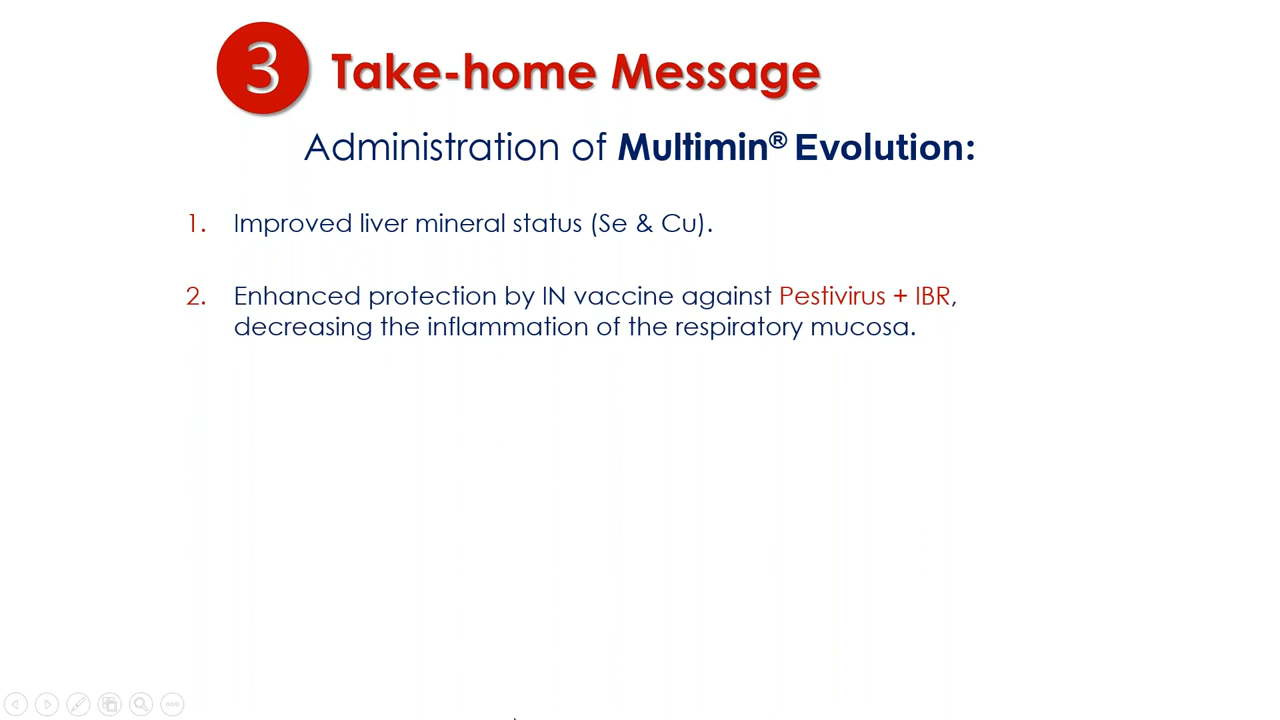 3 Take-home Message
Administration of Multimin® Evolution:
1. Improved liver mineral status (Se & Cu).
2. Enhanced protection by IN vaccine against Pestivirus + IBR,
decreasing the inflammation of the respiratory mucosa.